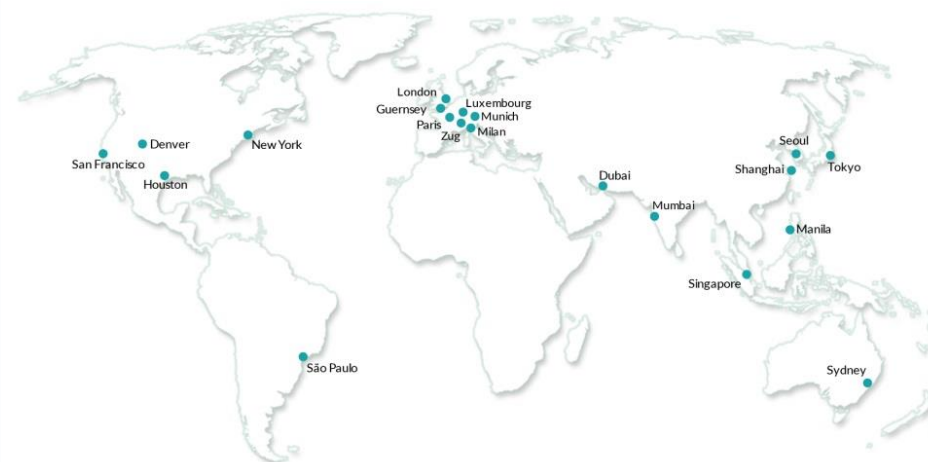 London
Luxembourg
Guernsey
Munich
Paris
Milan
Zug
New York
Denver
San Francisco
Houston
Seoul
Tokyo
Shanghai
Dubai
Mumbai
Manila
Singapore
São Paulo
Sydney